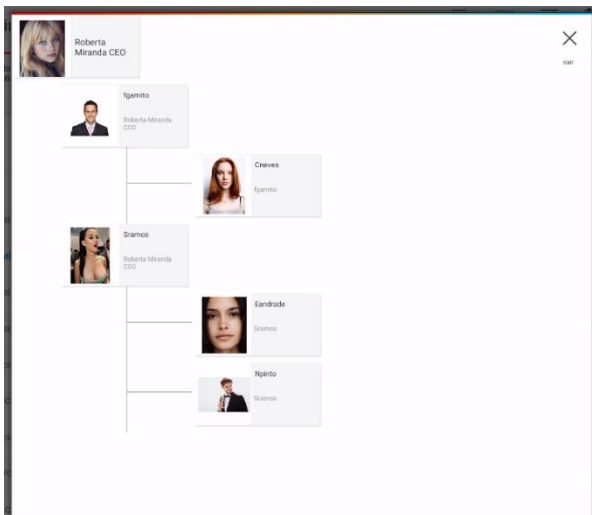 Roberta
Miranda CEO
sair
fgamito
Roberta Miranda
CEO
Cneves
fgamito
Sramos
Roberta Miranda
CEO
Eandrade
Sramos
Npinto
Sramos